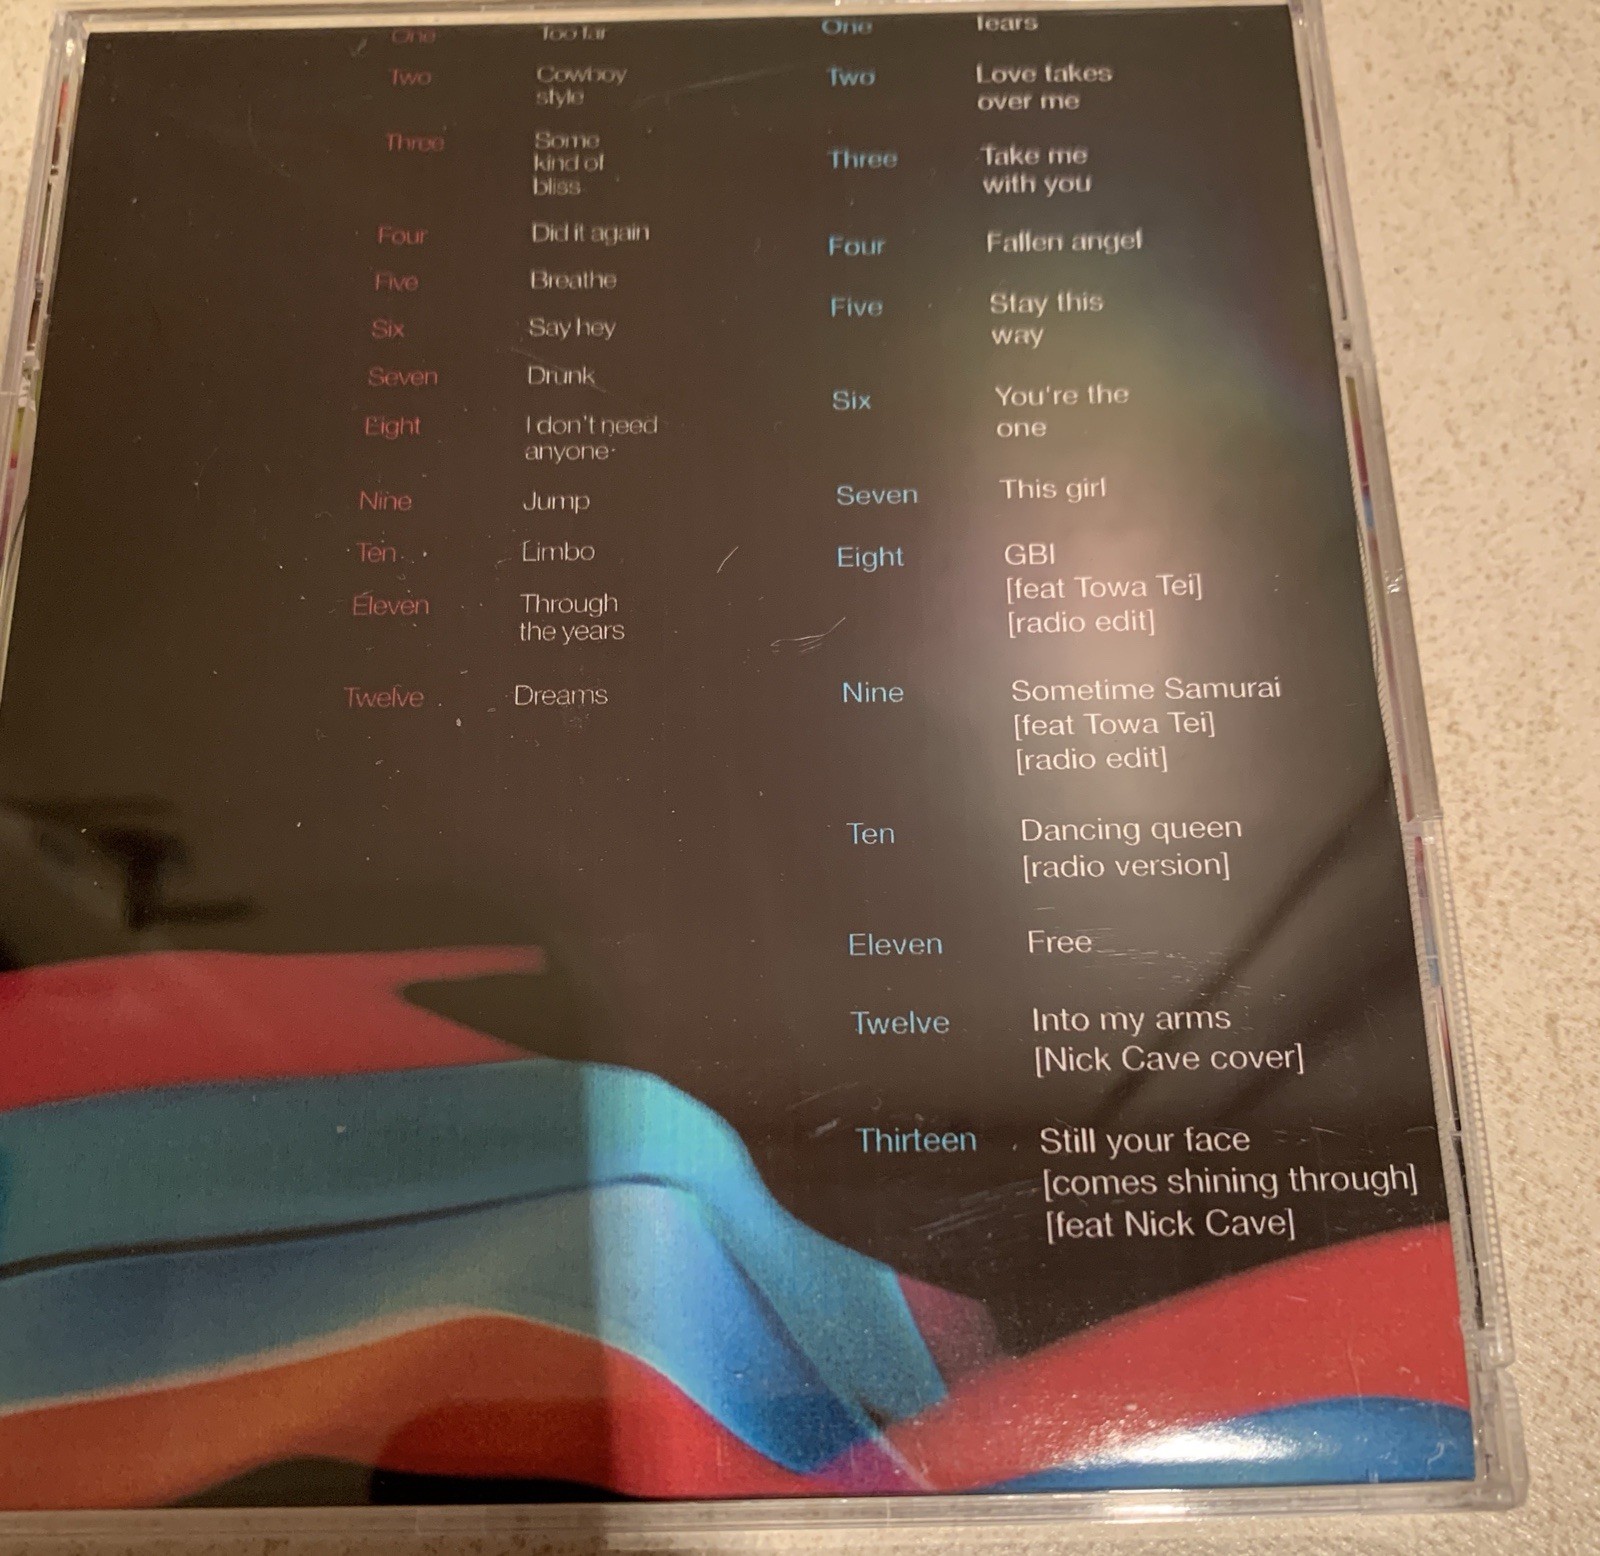 One Too far
Two Cowboy
style
Three Some
kind of
bliss
Four Did it again
Five Breathe
Six Say hey
Seven Drunk
Eight I don't need
anyone
Nine Jump
Ten Limbo
Eleven Through
the years
Twelve Dreams
One Tears
Two Love takes
over me
Three Take me
with you
Four Fallen angel
Five Stay this
way
Six You're the
one
Seven This girl
Eight GBI
[feat Towa Tei]
[radio edit]
Nine Sometime Samurai
[feat Towa Tei]
[radio edit]
Ten Dancing queen
[radio version]
Eleven Free
Twelve Into my arms
[Nick Cave cover]
Thirteen Still your face
[comes shining through]
[feat Nick Cave]